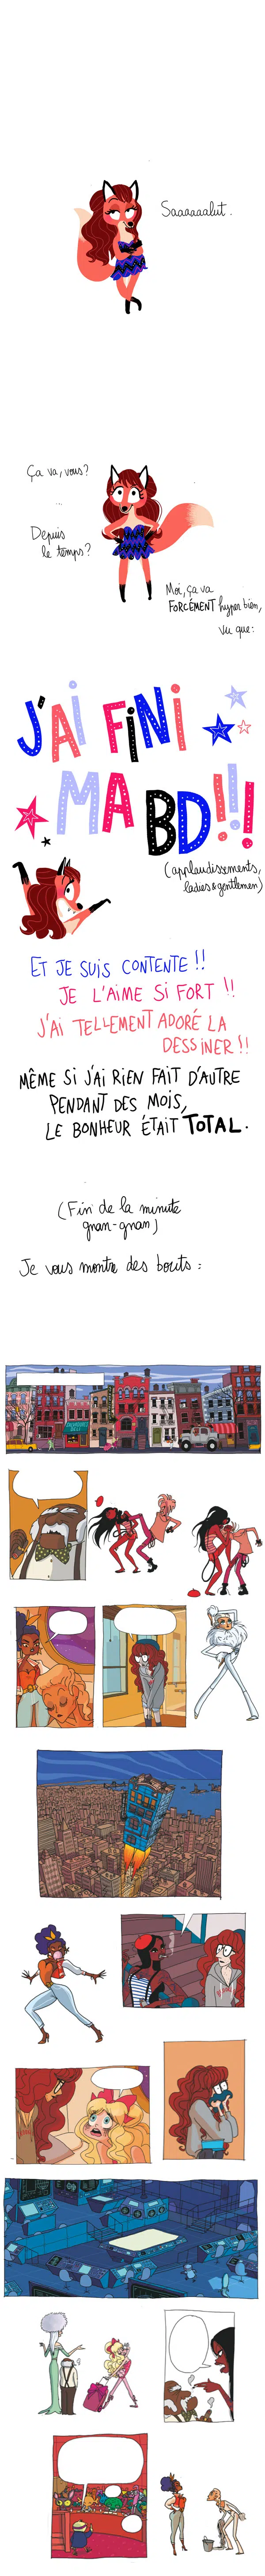 Saaaaaalut.
Ça va, vous?
...
Depuis
le temps?
Moi, ça va
FORCÉMENT hyper bien,
vu que:
J'AI FINI
MA BD!!!
(applaudissements,
ladies & gentlemen)
ET JE SUIS CONTENTE!!
JE L'AIME SI FORT!!
J'AI TELLEMENT ADORÉ LA
DESSINER!!
MÊME SI J'AI RIEN FAIT D'AUTRE
PENDANT DES MOIS,
LE BONHEUR ÉTAIT TOTAL.
(Fin de la minute
gnan-gnan)
Je vous montre des bouts: